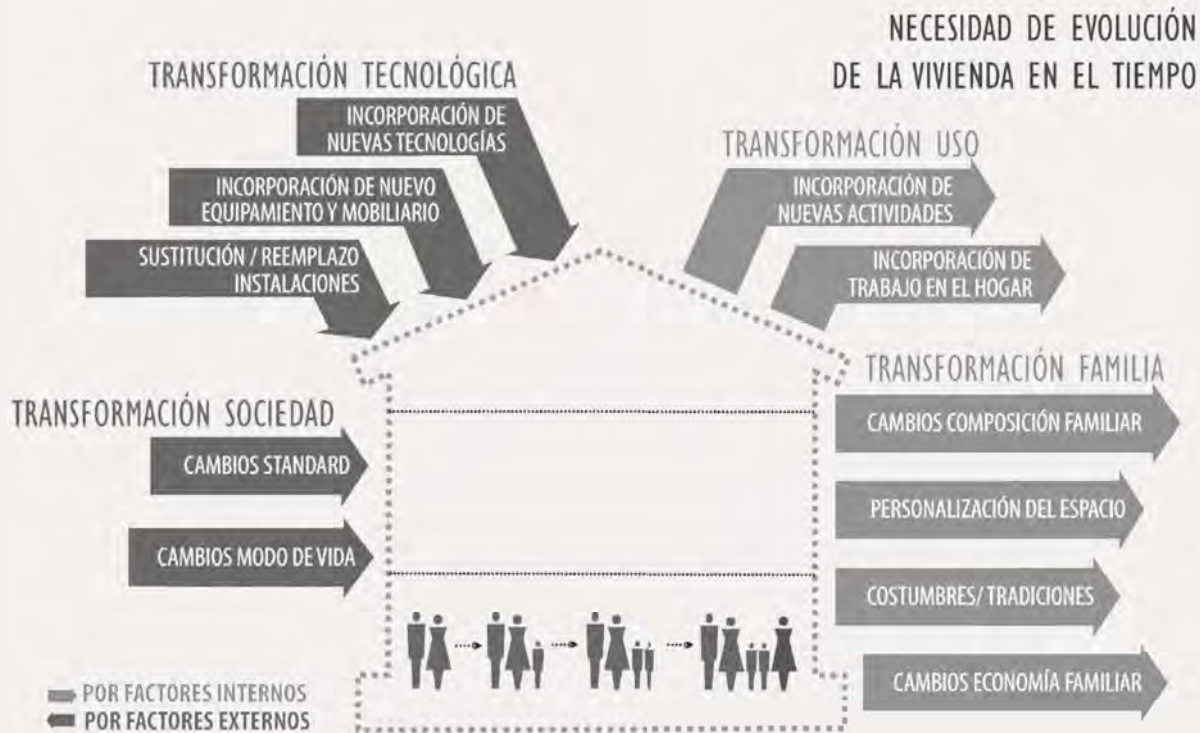 NECESIDAD DE EVOLUCIÓN
DE LA VIVIENDA EN EL TIEMPO
TRANSFORMACIÓN TECNOLÓGICA
INCORPORACIÓN DE
NUEVAS TECNOLOGÍAS
INCORPORACIÓN DE NUEVO
EQUIPAMIENTO Y MOBILIARIO
SUSTITUCIÓN / REEMPLAZO
INSTALACIONES
TRANSFORMACIÓN USO
INCORPORACIÓN DE
NUEVAS ACTIVIDADES
INCORPORACIÓN DE
TRABAJO EN EL HOGAR
TRANSFORMACIÓN SOCIEDAD
CAMBIOS STANDARD
CAMBIOS MODO DE VIDA
TRANSFORMACIÓN FAMILIA
CAMBIOS COMPOSICIÓN FAMILIAR
PERSONALIZACIÓN DEL ESPACIO
COSTUMBRES/ TRADICIONES
CAMBIOS ECONOMÍA FAMILIAR
POR FACTORES INTERNOS
POR FACTORES EXTERNOS